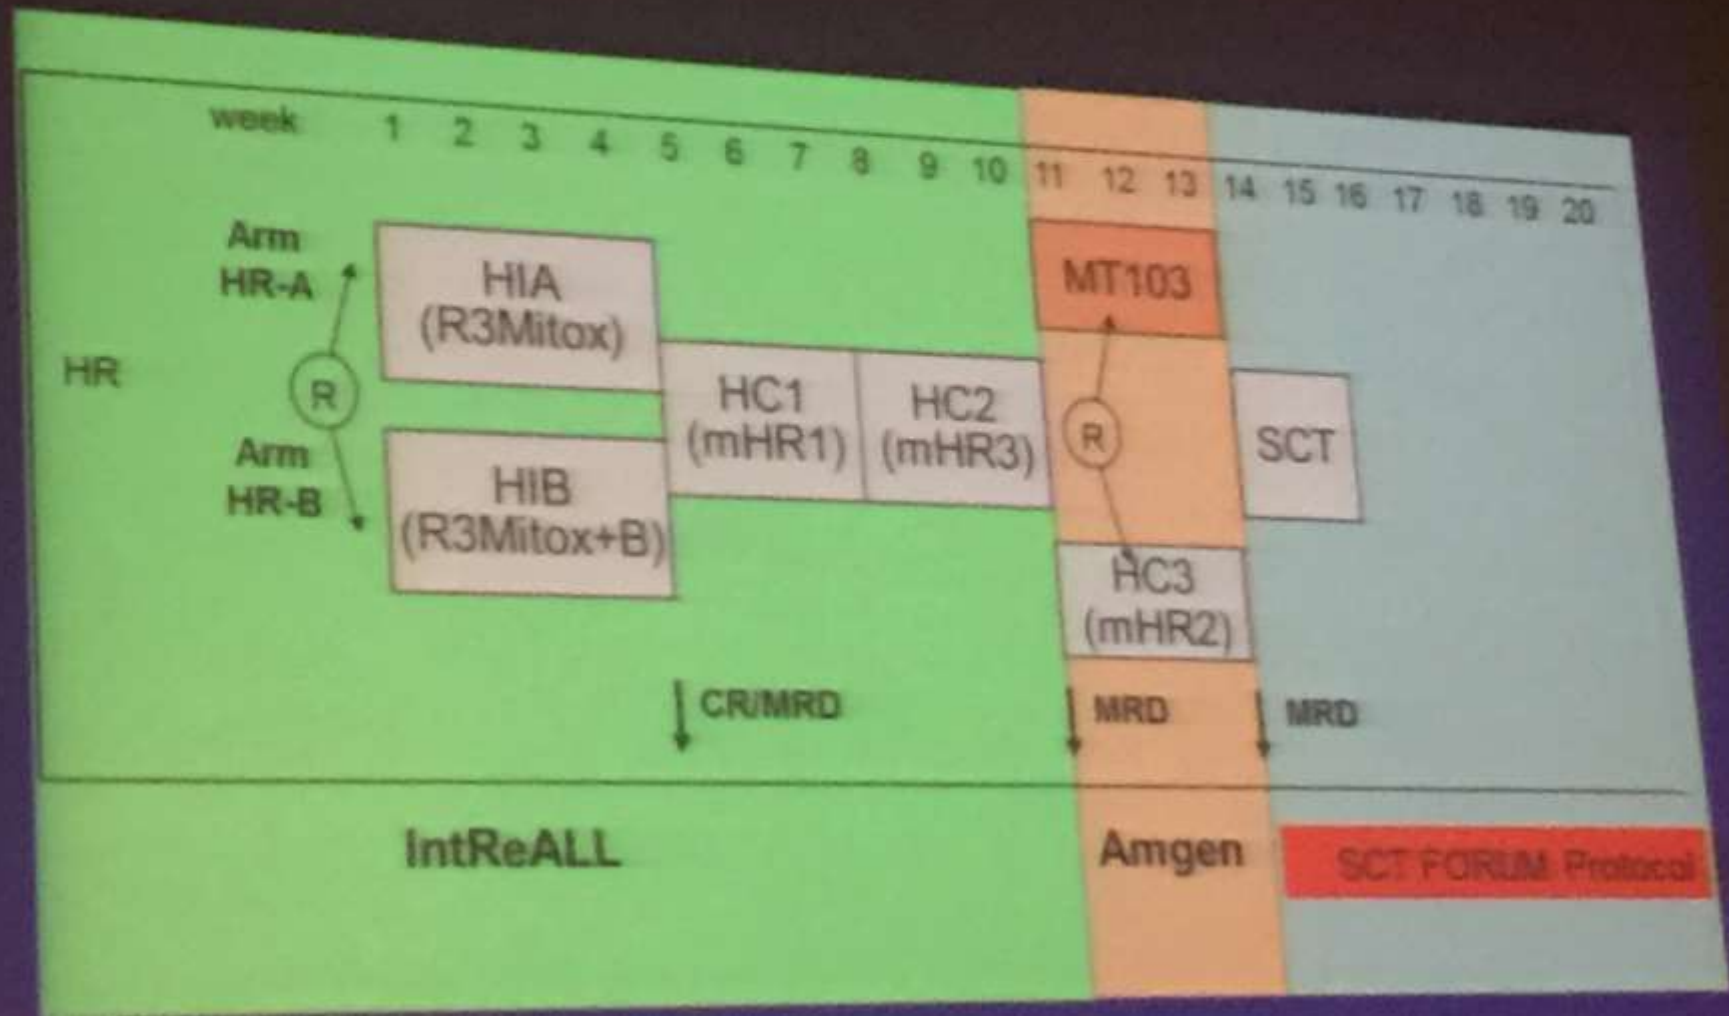 week 1 2 3 4 5 6 7 8 9 10 11 12 13 14 15 16 17 18 19 20
Arm
HR-A
HIA
(R3Mitox)
MT103
HR
R
HC1
(mHR1)
HC2
(mHR3)
R
SCT
Arm
HR-B
HIB
(R3Mitox+B)
HC3
(mHR2)
CR/MRD
MRD
MRD
IntReALL
Amgen
SCT FORUM Protocol